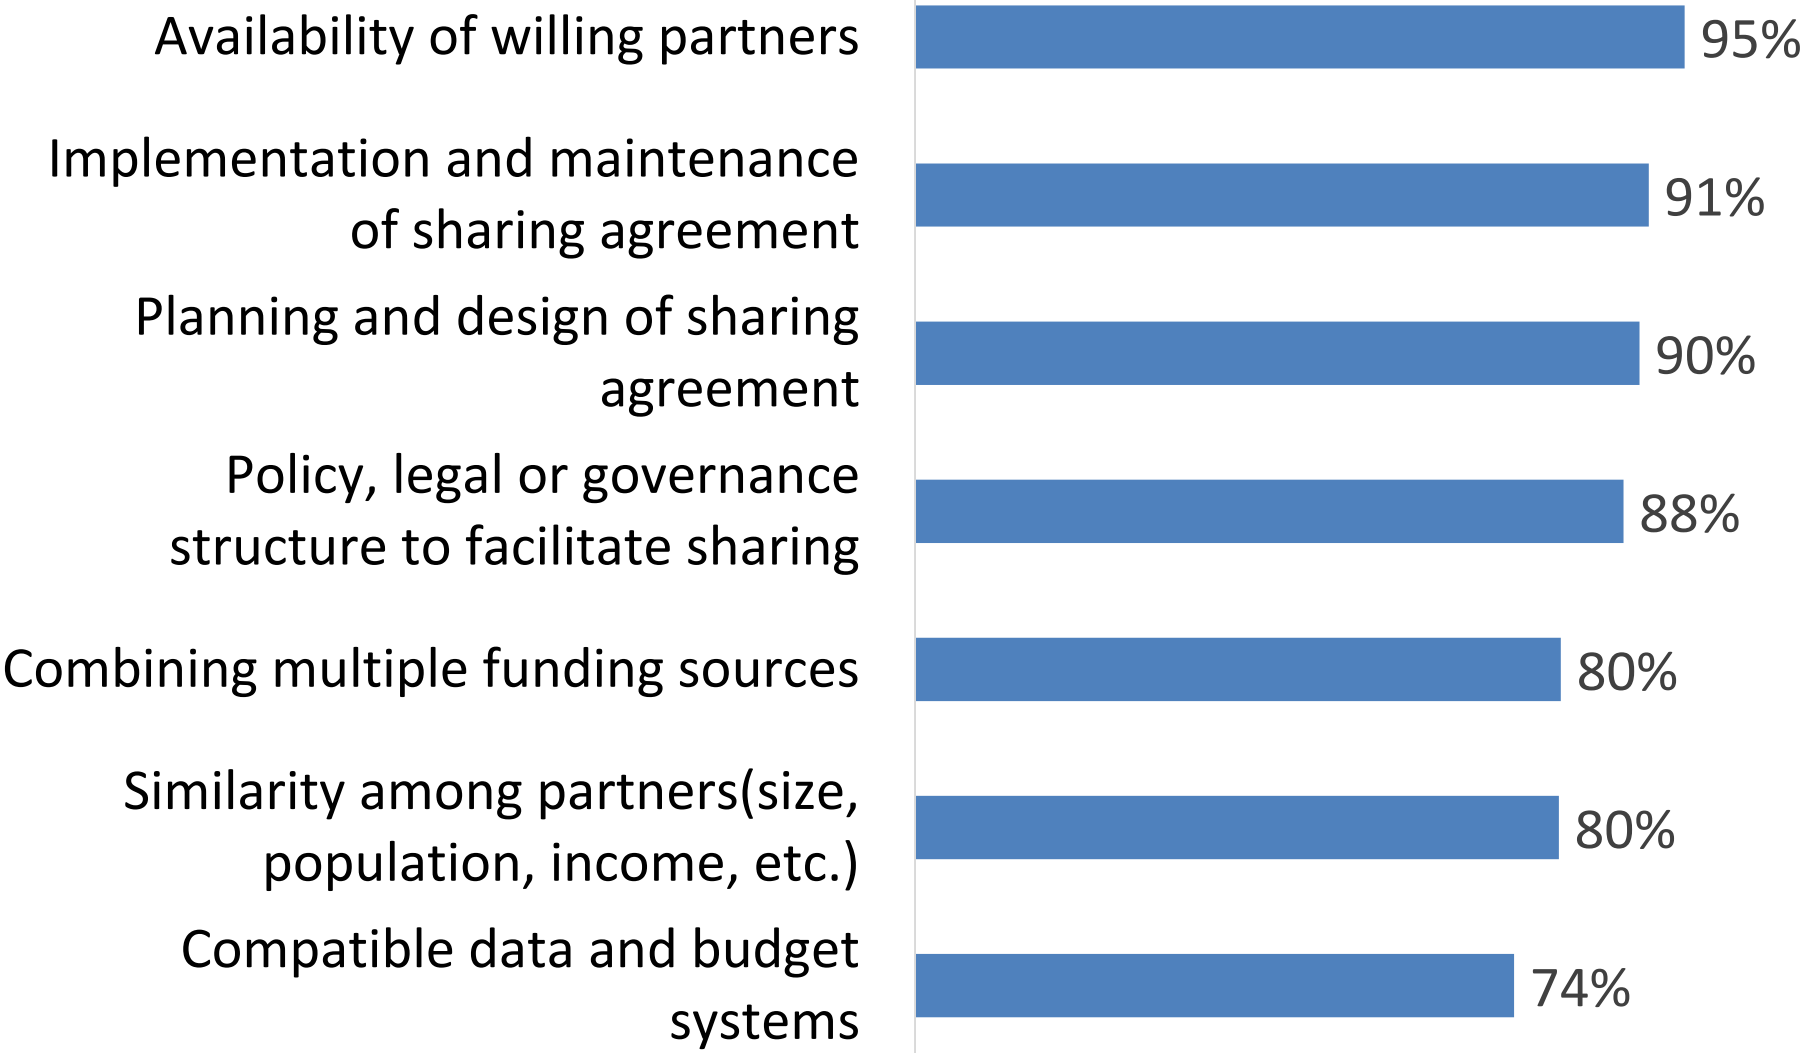 Availability of willing partners
95%
Implementation and maintenance
of sharing agreement
91%
Planning and design of sharing
agreement
90%
Policy, legal or governance
structure to facilitate sharing
88%
Combining multiple funding sources
80%
Similarity among partners(size,
population, income, etc.)
80%
Compatible data and budget
systems
74%